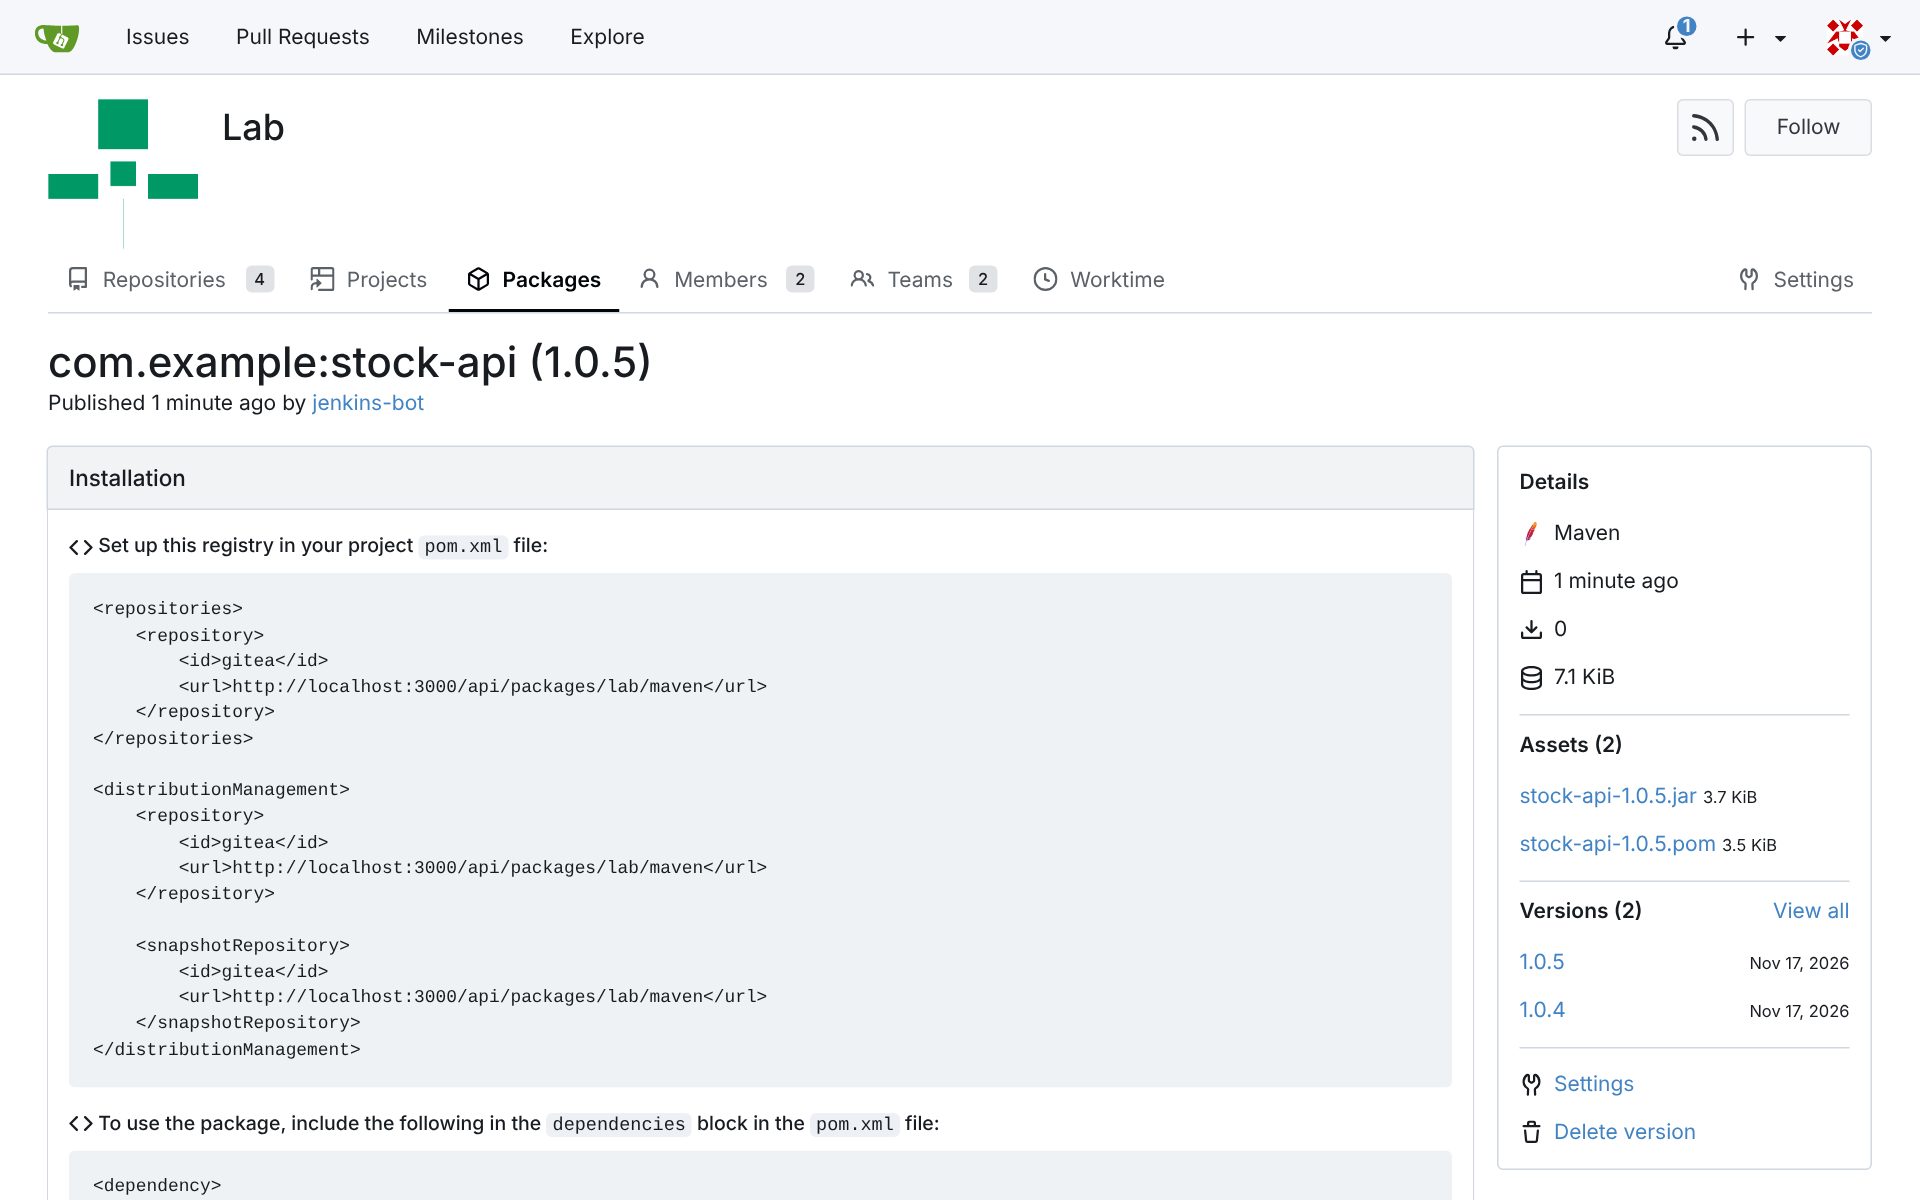 Issues Pull Requests Milestones Explore 1
Lab
Follow
Repositories 4 Projects Packages Members 2 Teams 2 Worktime Settings
com.example:stock-api (1.0.5)
Published 1 minute ago by jenkins-bot
Installation
Set up this registry in your project pom.xml file:
<repositories>
    <repository>
        <id>gitea</id>
        <url>http://localhost:3000/api/packages/lab/maven</url>
    </repository>
</repositories>
<distributionManagement>
    <repository>
        <id>gitea</id>
        <url>http://localhost:3000/api/packages/lab/maven</url>
    </repository>
    <snapshotRepository>
        <id>gitea</id>
        <url>http://localhost:3000/api/packages/lab/maven</url>
    </snapshotRepository>
</distributionManagement>
To use the package, include the following in the dependencies block in the pom.xml file:
<dependency>
Details
Maven
1 minute ago
0
7.1 KiB
Assets (2)
stock-api-1.0.5.jar 3.7 KiB
stock-api-1.0.5.pom 3.5 KiB
Versions (2) View all
1.0.5 Nov 17, 2026
1.0.4 Nov 17, 2026
Settings
Delete version